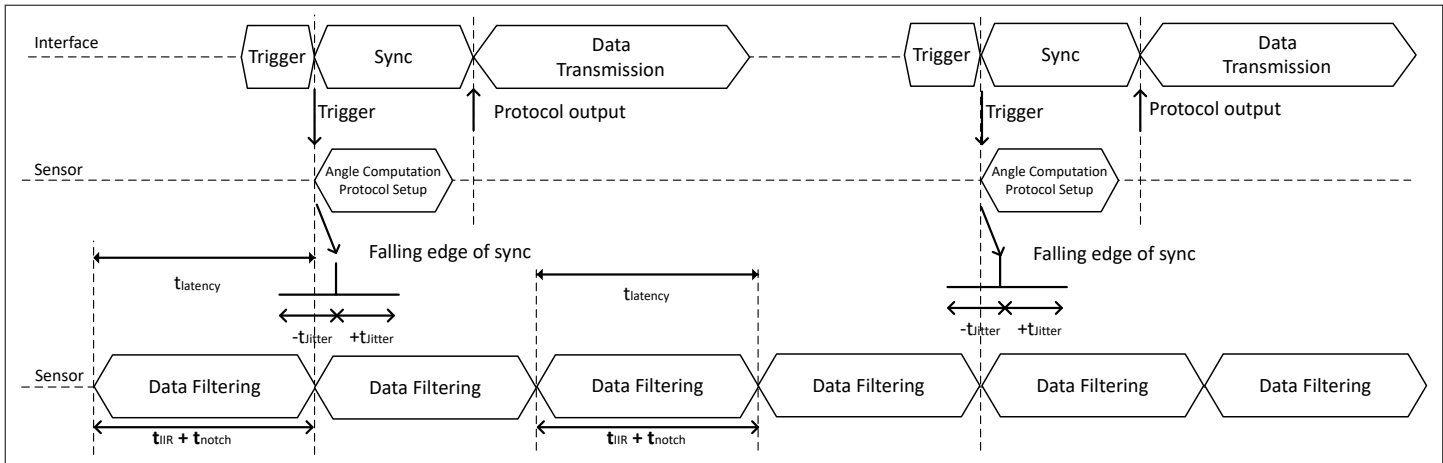 Interface
Trigger
Sync
Data
Transmission
Trigger
Sync
Data
Transmission
Trigger
Protocol output
Trigger
Protocol output
Sensor
Angle Computation
Protocol Setup
Angle Computation
Protocol Setup
Falling edge of sync
Falling edge of sync
tlatency
tlatency
-tJitter
+tJitter
-tJitter
+tJitter
Sensor
Data Filtering
Data Filtering
Data Filtering
Data Filtering
Data Filtering
Data Filtering
tIIR + tnotch
tIIR + tnotch